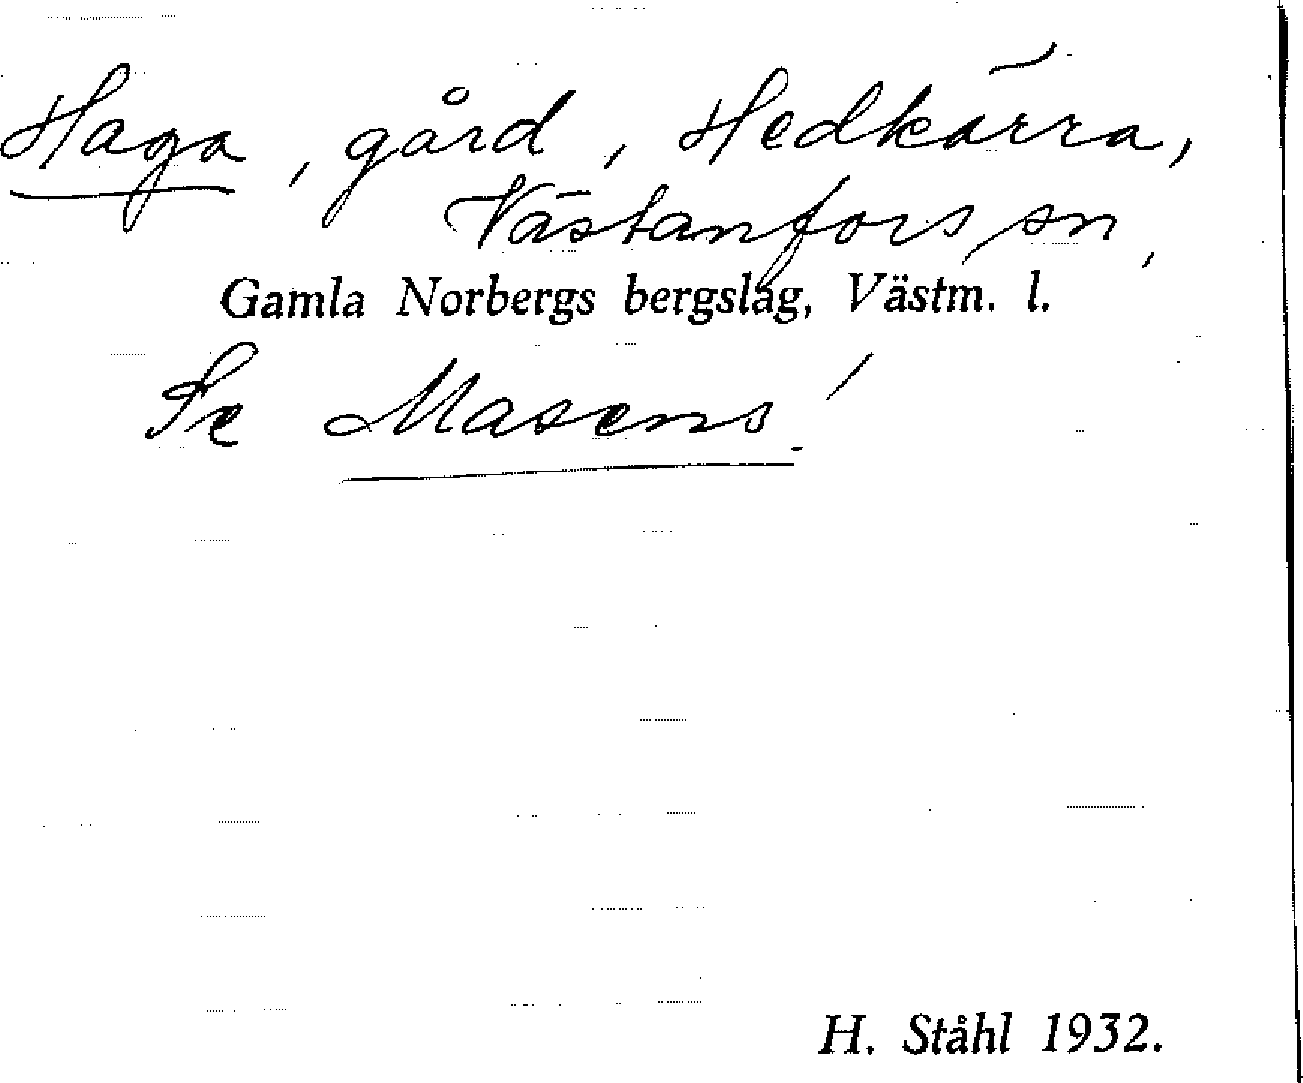 Haga, gård, Hedkärra,
Västanfors sn,
Gamla Norbergs bergslag, Västm. l.
Se Masens!
H. Ståhl 1932.